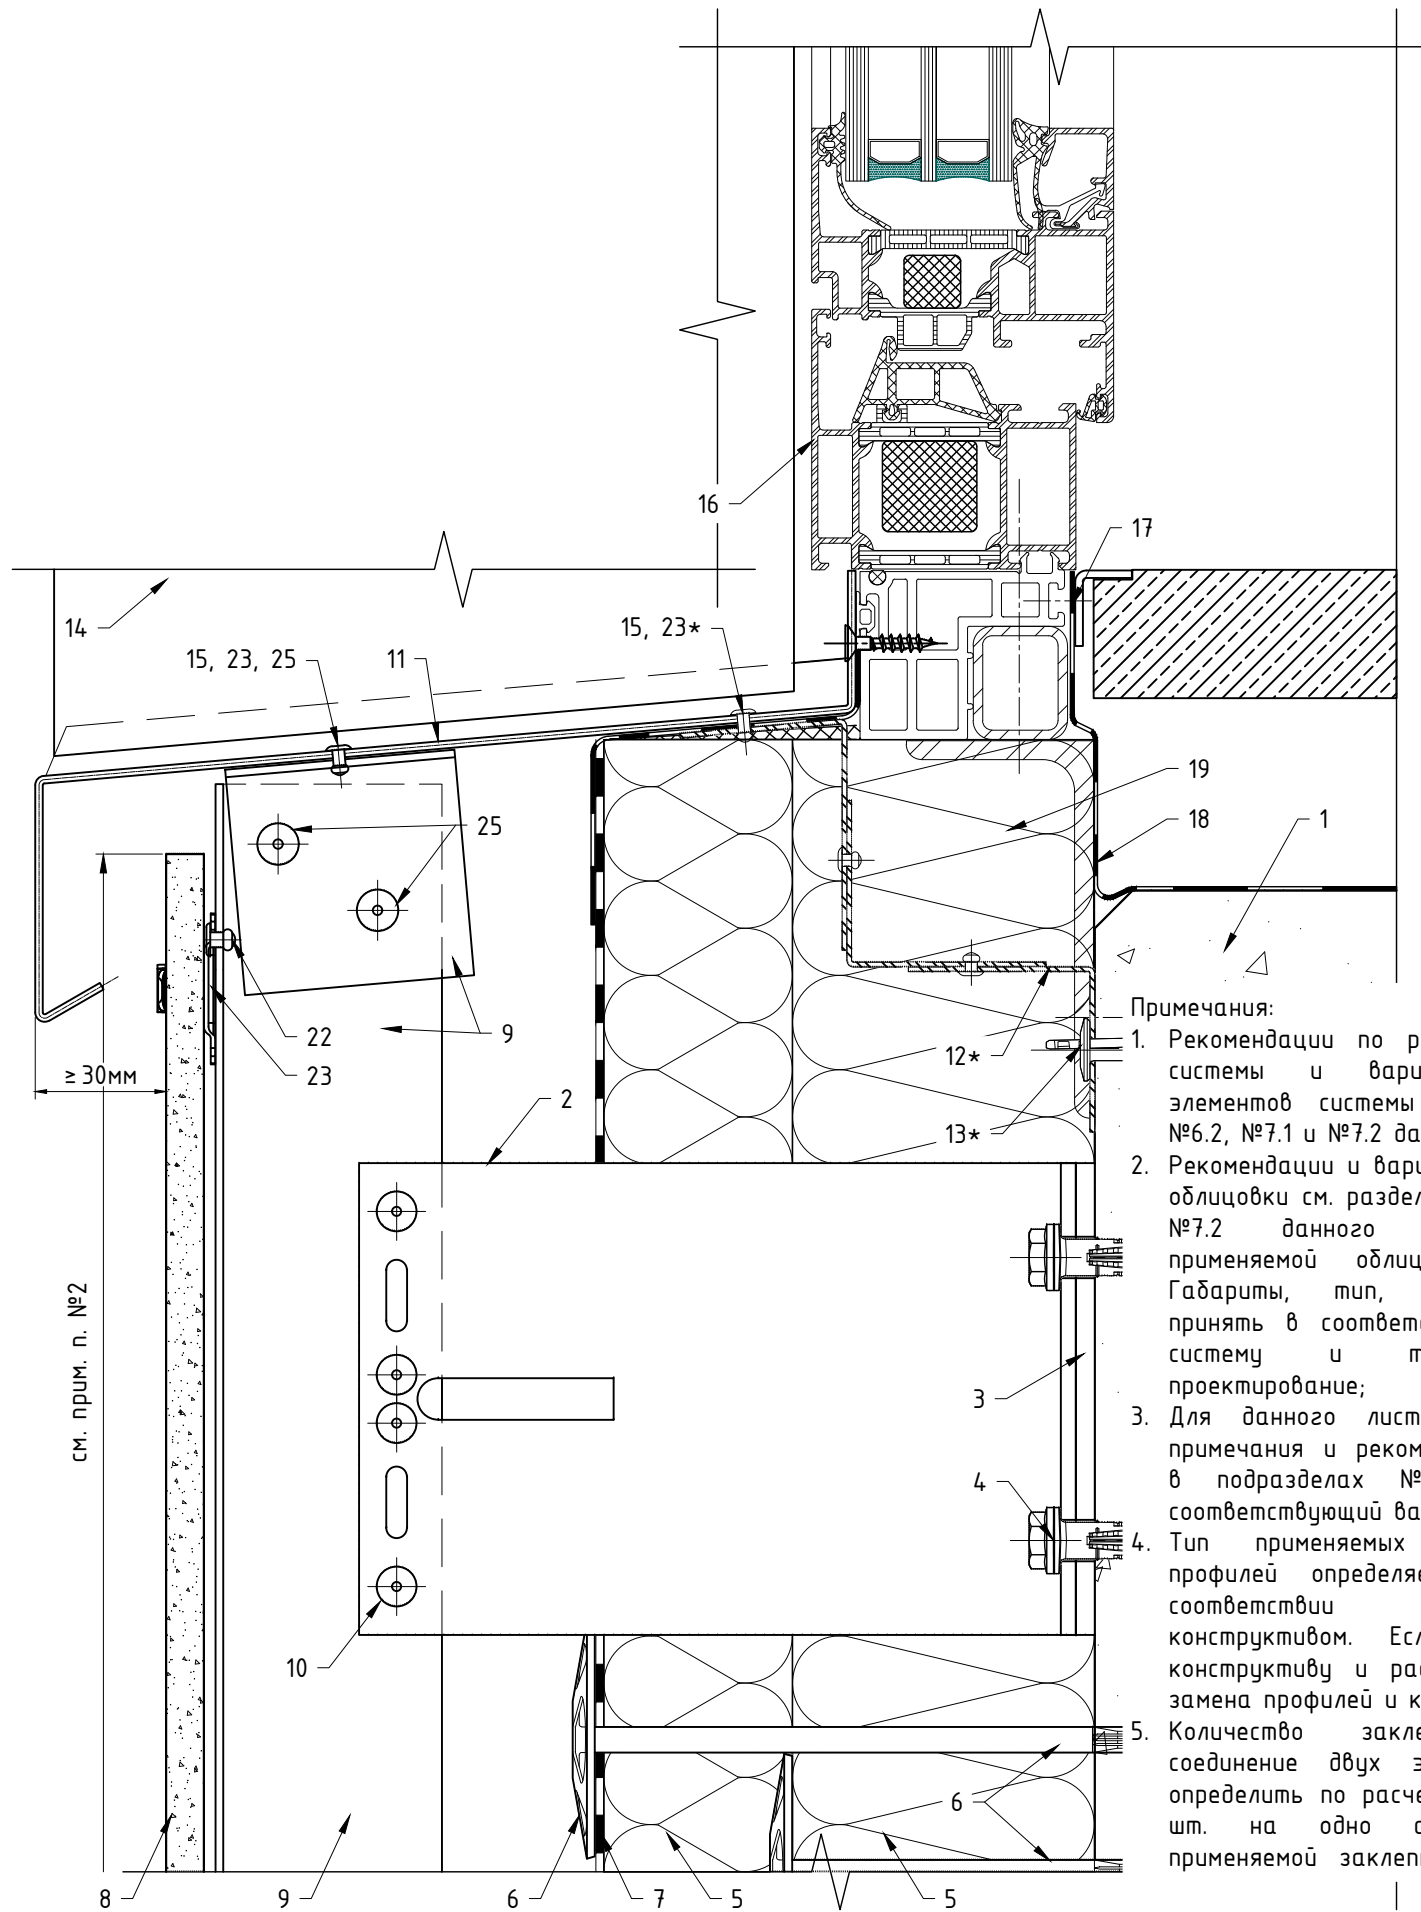 16
17
14
15, 23*
15, 23, 25
11
19
25
18
1
22
23
9
≥ 30мм
12*
2
13*
см. прим. п. №2
3
4
10
6
8
9
6
7
5
5
Примечания:
1. Рекомендации по р
системы и вари
элементов системы
№6.2, №7.1 и №7.2 да
2. Рекомендации и вари
облицовки см. раздел
№7.2 данного
применяемой облиц
Габариты, тип,
принять в соответс
систему и т
проектирование;
3. Для данного лист
примечания и реком
в подразделах №
соответствующий ва
4. Тип применяемых
профилей определяе
соответствии
конструктивом. Есл
конструктиву и рас
замена профилей и к
5. Количество закле
соединение двух э
определить по расче
шт. на одно с
применяемой заклеп